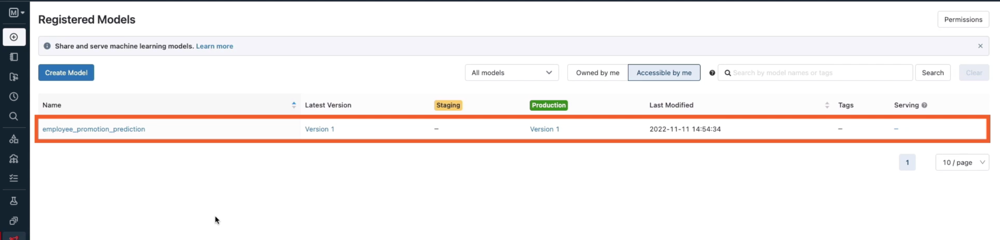 M
Registered Models
Permissions
Share and serve machine learning models. Learn more
Create Model
All models
Owned by me
Accessible by me
Search by model names or tags
Search
Clear
Name Latest Version Staging Production Last Modified Tags Serving
employee_promotion_prediction Version 1 – Version 1 2022-11-11 14:54:34 – –
1
10 / page